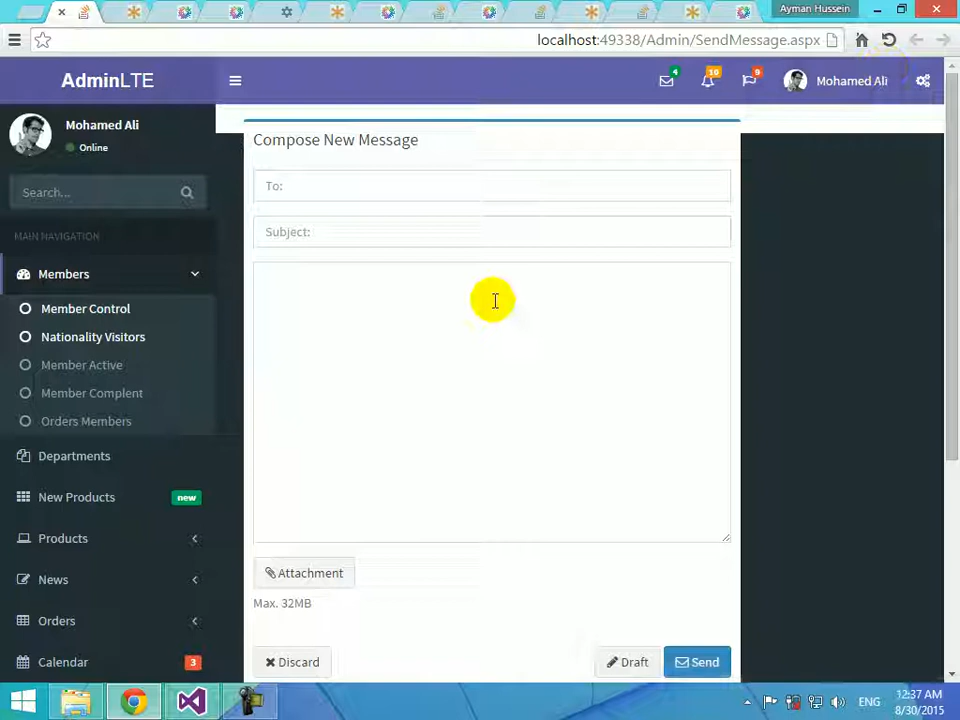 Ayman Hussein
localhost:49338/Admin/SendMessage.aspx
AdminLTE
4
10
9
Mohamed Ali
Mohamed Ali
Online
Search...
MAIN NAVIGATION
Members
Member Control
Nationality Visitors
Member Active
Member Complent
Orders Members
Departments
New Products
new
Products
News
Orders
Calendar
3
Compose New Message
To:
Subject:
Attachment
Max. 32MB
Discard
Draft
Send
ENG
12:37 AM
8/30/2015